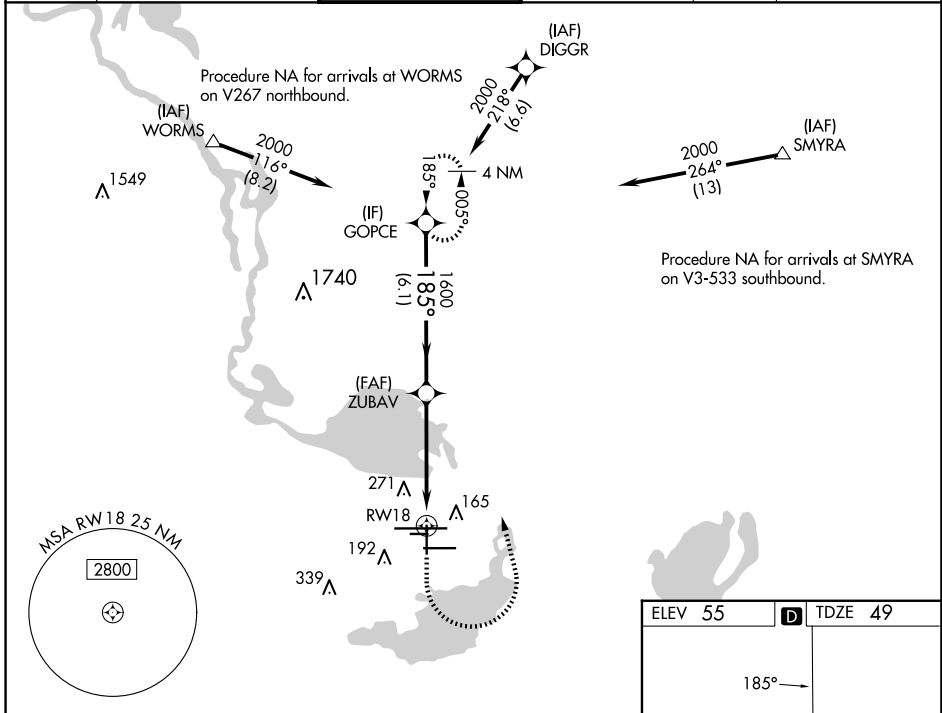 (IAF)
DIGGR
Procedure NA for arrivals at WORMS
on V267 northbound.
2000
218°
(6.6)
(IAF)
WORMS
2000
116°
(8.2)
(IAF)
SMYRA
2000
264°
(13)
1549
185°
4 NM
005°
(IF)
GOPCE
Procedure NA for arrivals at SMYRA
on V3-533 southbound.
1740
1600
185°
(6.1)
(FAF)
ZUBAV
271
165
RW18
192
339
MSA RW18 25 NM
2800
ELEV 55 D TDZE 49
185°